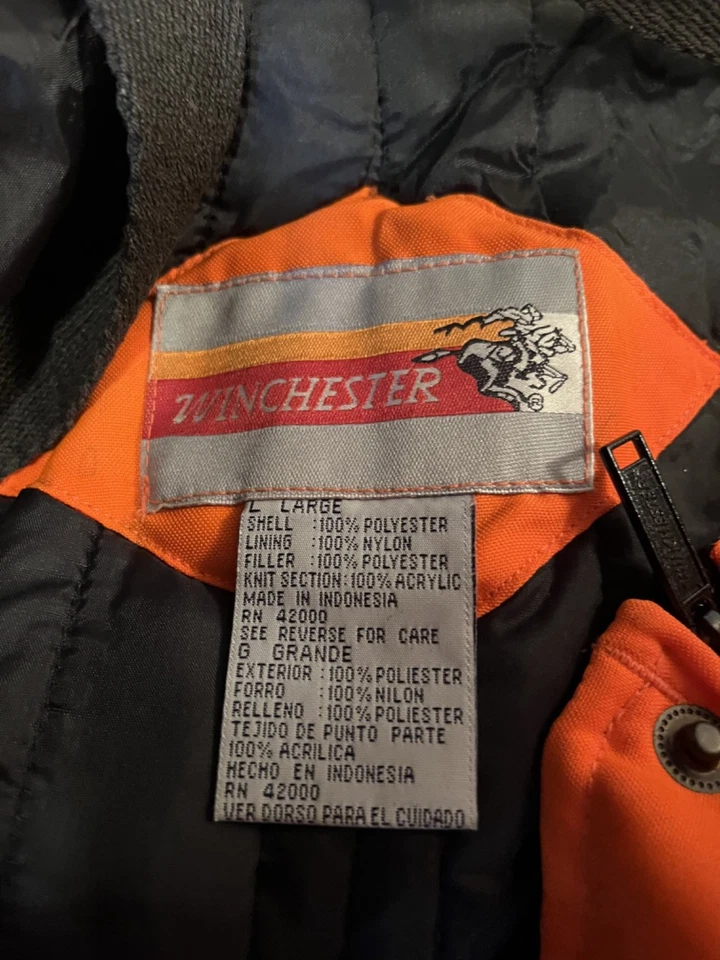 WINCHESTER
®
L LARGE
SHELL :100% POLYESTER
LINING :100% NYLON
FILLER :100% POLYESTER
KNIT SECTION:100% ACRYLIC
MADE IN INDONESIA
RN 42000
SEE REVERSE FOR CARE
G GRANDE
EXTERIOR :100% POLIESTER
FORRO :100% NILON
RELLENO :100% POLIESTER
TEJIDO DE PUNTO PARTE
100% ACRILICA
HECHO EN INDONESIA
RN 42000
VER DORSO PARA EL CUIDADO